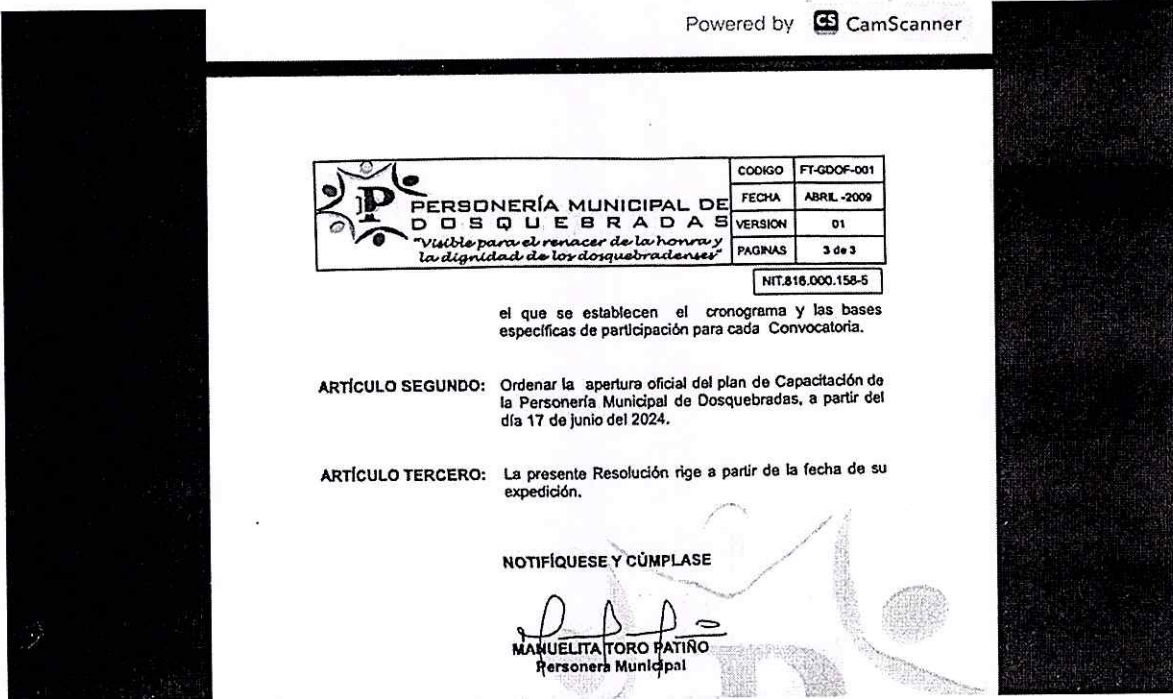 Powered by CS CamScanner
PERSONERÍA MUNICIPAL DE
DOSQUEBRADAS
"Visible para el renacer de la honra y
la dignidad de los dosquebradenses"
CODIGO FT-GDOF-001
FECHA ABRIL -2009
VERSION 01
PAGINAS 3 de 3
NIT.816.000.158-5
el que se establecen el cronograma y las bases
específicas de participación para cada Convocatoria.
ARTÍCULO SEGUNDO: Ordenar la apertura oficial del plan de Capacitación de
la Personería Municipal de Dosquebradas, a partir del
día 17 de junio del 2024.
ARTÍCULO TERCERO: La presente Resolución rige a partir de la fecha de su
expedición.
NOTIFÍQUESE Y CÚMPLASE
MANUELITA TORO PATIÑO
Personera Municipal